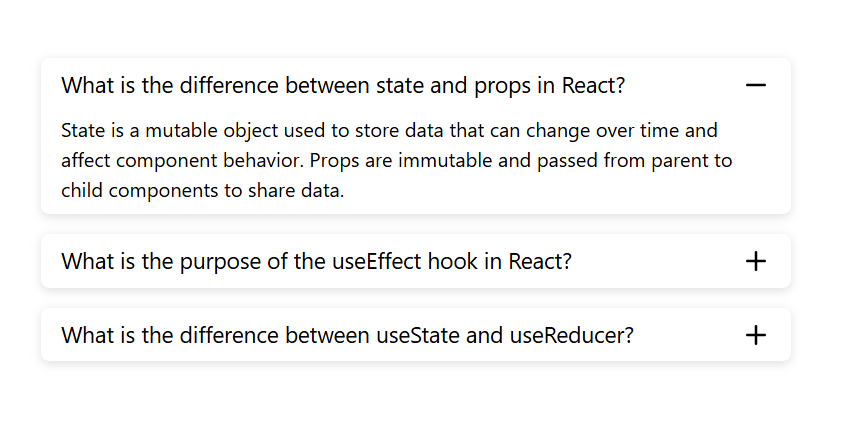 What is the difference between state and props in React?
State is a mutable object used to store data that can change over time and
affect component behavior. Props are immutable and passed from parent to
child components to share data.
What is the purpose of the useEffect hook in React?
What is the difference between useState and useReducer?